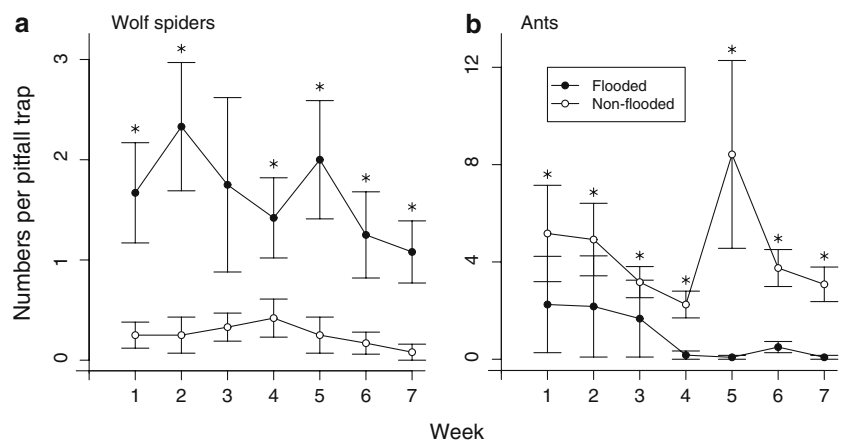 a Wolf spiders
Numbers per pitfall trap
3
2
1
0
* * * * * *
1 2 3 4 5 6 7
b Ants
Flooded
Non-flooded
12
8
4
0
* * * * * * *
1 2 3 4 5 6 7
Week